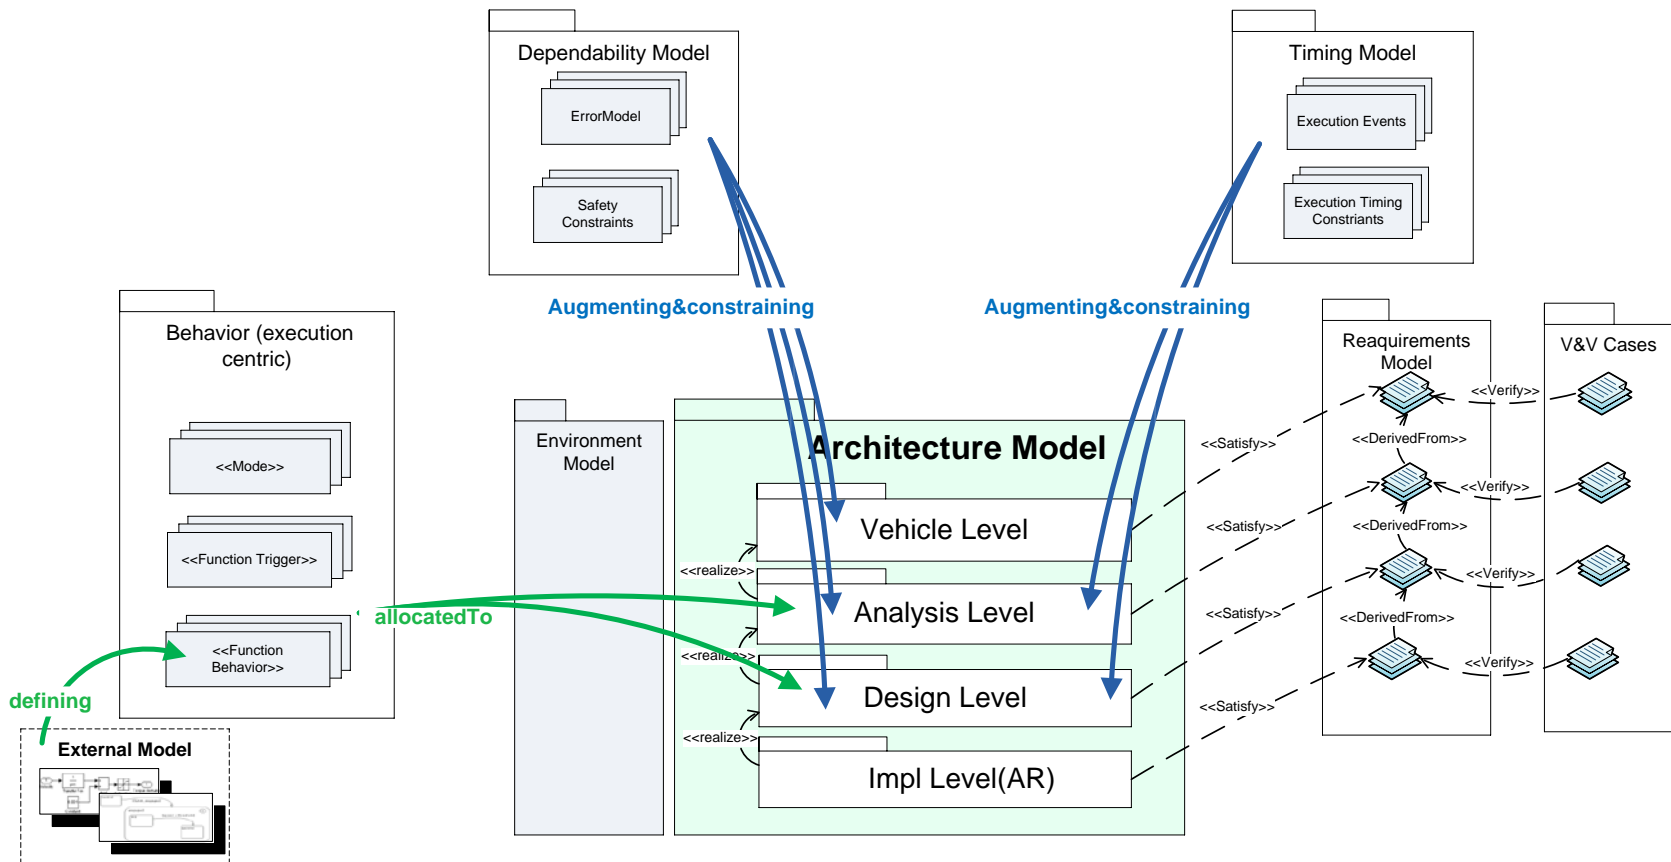 Dependability Model
ErrorModel
Safety
Constraints
Timing Model
Execution Events
Execution Timing
Constriants
Augmenting&constraining
Augmenting&constraining
Behavior (execution
centric)
<<Mode>>
<<Function Trigger>>
<<Function
Behavior>>
allocatedTo
defining
External Model
Environment
Model
Architecture Model
Vehicle Level
<<realize>>
Analysis Level
<<realize>>
Design Level
<<realize>>
Impl Level(AR)
<<Satisfy>>
<<Satisfy>>
<<Satisfy>>
<<Satisfy>>
Reaquirements
Model
<<DerivedFrom>>
<<DerivedFrom>>
<<DerivedFrom>>
<<Verify>>
<<Verify>>
<<Verify>>
<<Verify>>
V&V Cases